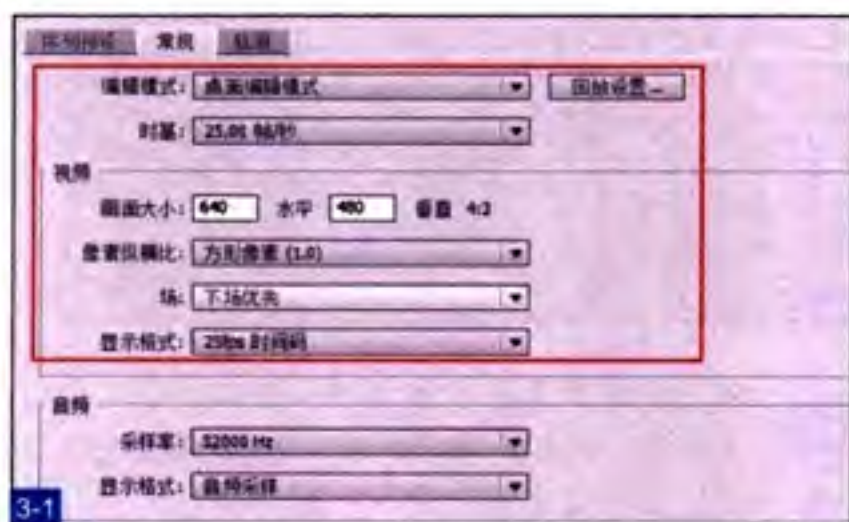 序列预置 常规 轨道
编辑模式: 桌面编辑模式 回放设置...
时基: 25.00 帧/秒
视频
画面大小: 640 水平 480 垂直 4:3
像素纵横比: 方形像素 (1.0)
场: 下场优先
显示格式: 25fps 时间码
音频
采样率: 32000 Hz
显示格式: 音频采样
3-1